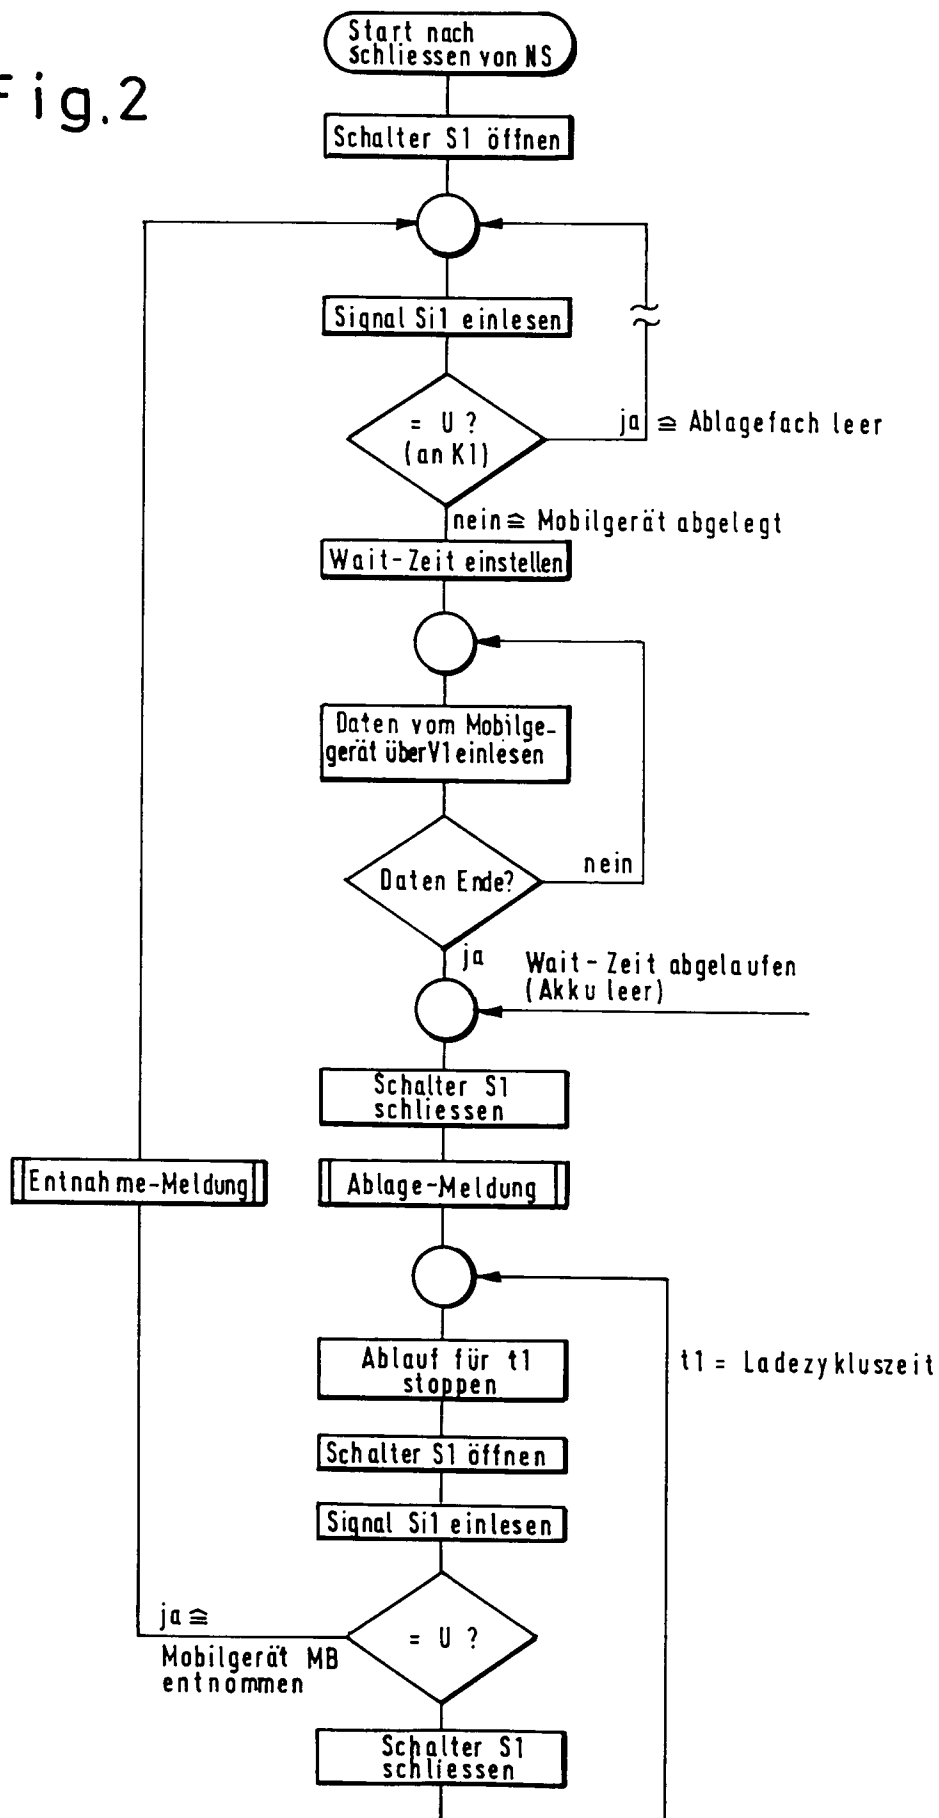 Fig.2
Start nach
Schliessen von NS
Schalter S1 öffnen
Signal Si1 einlesen
= U ?
(an K1)
ja ≙ Ablagefach leer
nein ≙ Mobilgerät abgelegt
Wait-Zeit einstellen
Daten vom Mobilge-
gerät über V1 einlesen
Daten Ende?
nein
ja
Wait-Zeit abgelaufen
(Akku leer)
Schalter S1
schliessen
Entnahme-Meldung
Ablage-Meldung
Ablauf für t1
stoppen
t1 = Ladezykluszeit
Schalter S1 öffnen
Signal Si1 einlesen
= U ?
ja ≙
Mobilgerät MB
entnommen
Schalter S1
schliessen